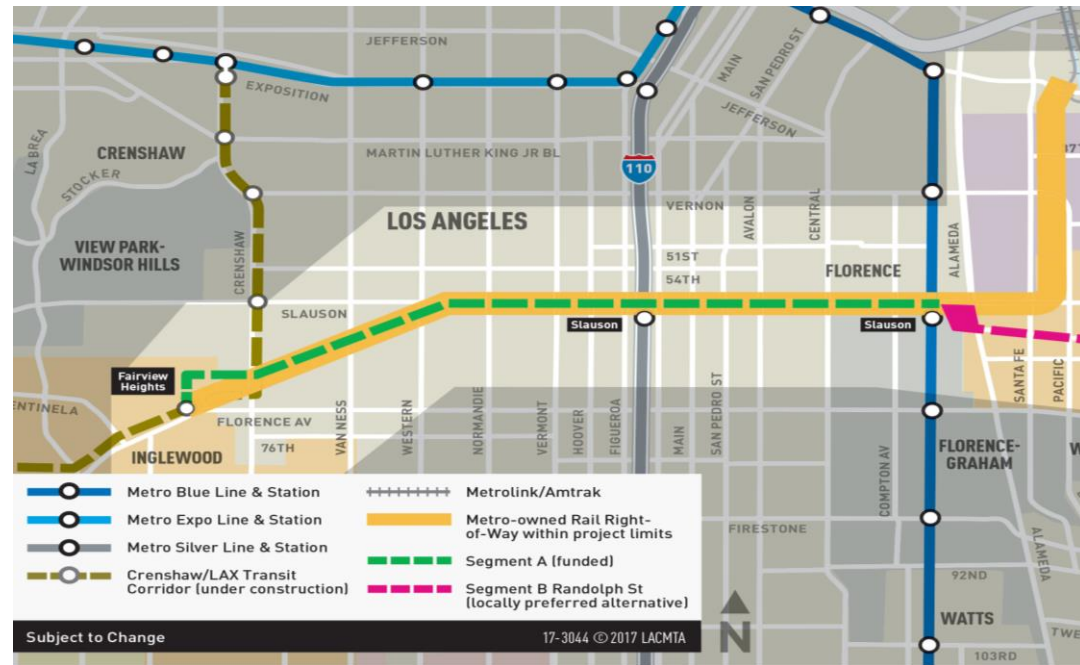 JEFFERSON
MAIN
SAN PEDRO ST
EXPOSITION
JEFFERSON
LA BREA
CRENSHAW
MARTIN LUTHER KING JR BL
110
STOCKER
VERNON
LOS ANGELES
AVALON
CENTRAL
ALAMEDA
VIEW PARK-
WINDSOR HILLS
CRENSHAW
51ST
54TH
FLORENCE
SLAUSON
Slauson
Slauson
Fairview
Heights
SANTA FE
PACIFIC
FLORENCE AV
76TH
INGLEWOOD
VAN NESS
WESTERN
NORMANDIE
VERMONT
HOOVER
FIGUEROA
MAIN
SAN PEDRO ST
COMPTON AV
FLORENCE-
GRAHAM
FIRESTONE
ALAMEDA
92ND
WATTS
103RD
Metro Blue Line & Station
Metro Expo Line & Station
Metro Silver Line & Station
Crenshaw/LAX Transit
Corridor (under construction)
Metrolink/Amtrak
Metro-owned Rail Right-
of-Way within project limits
Segment A (funded)
Segment B Randolph St
(locally preferred alternative)
N
Subject to Change
17-3044 © 2017 LACMTA